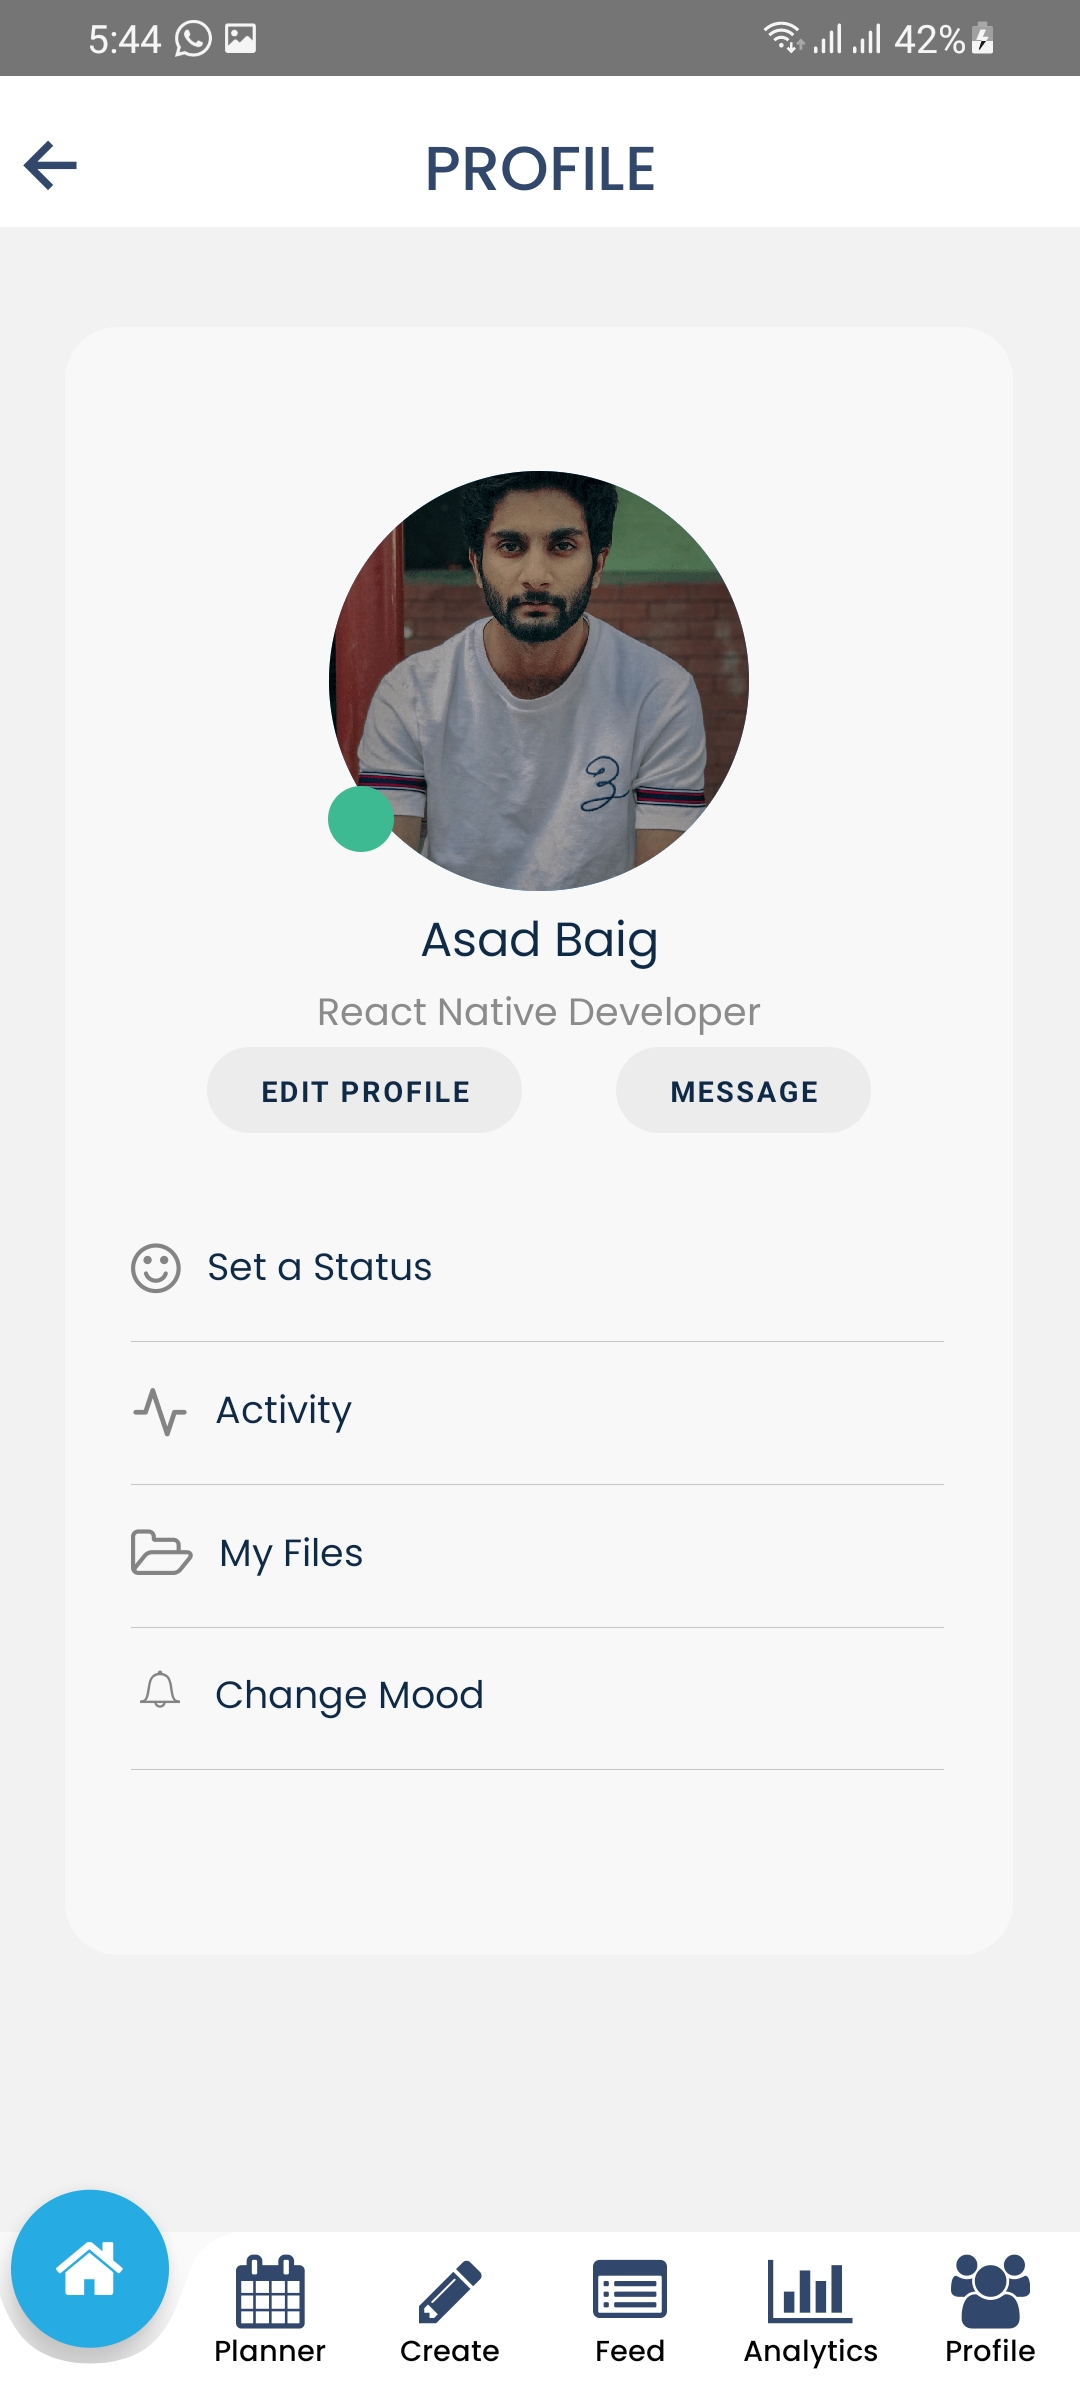 5:44 42%
PROFILE
3
Asad Baig
React Native Developer
EDIT PROFILE MESSAGE
Set a Status
Activity
My Files
Change Mood
Planner Create Feed Analytics Profile